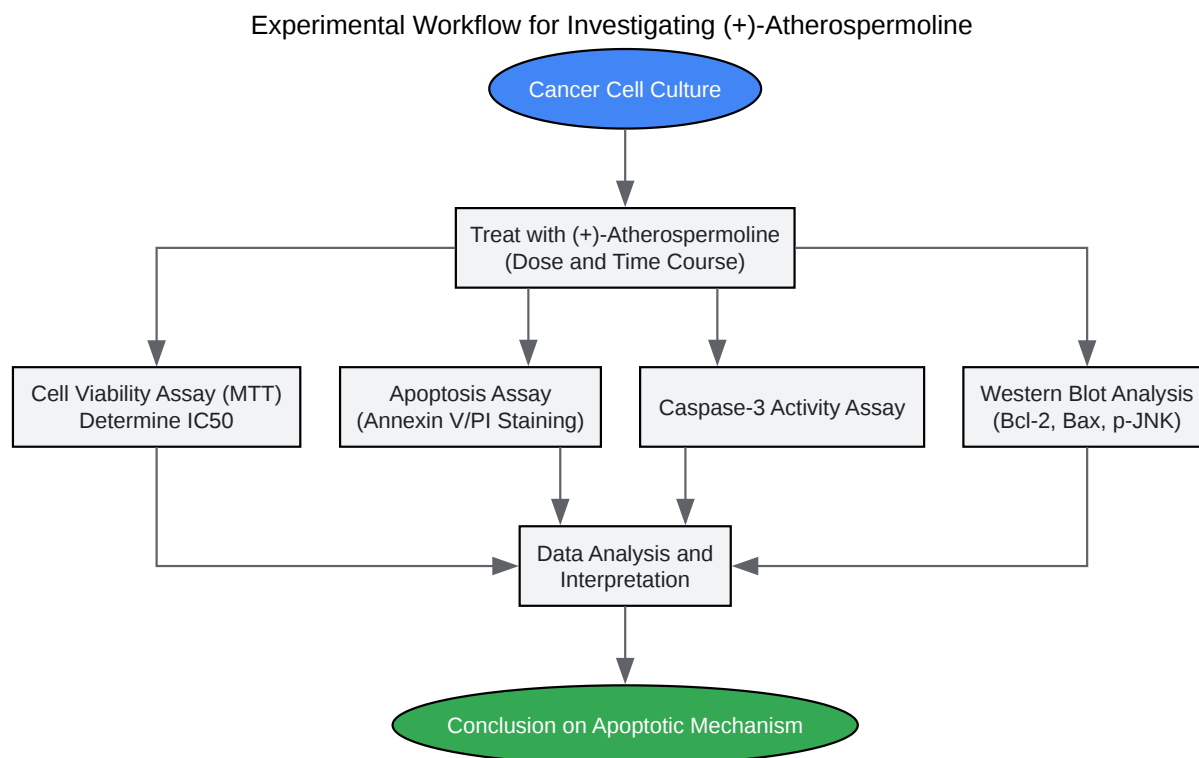 Experimental Workflow for Investigating (+)-Atherospermoline
Cancer Cell Culture
Treat with (+)-Atherospermoline
(Dose and Time Course)
Cell Viability Assay (MTT)
Determine IC50
Apoptosis Assay
(Annexin V/PI Staining)
Caspase-3 Activity Assay
Western Blot Analysis
(Bcl-2, Bax, p-JNK)
Data Analysis and
Interpretation
Conclusion on Apoptotic Mechanism